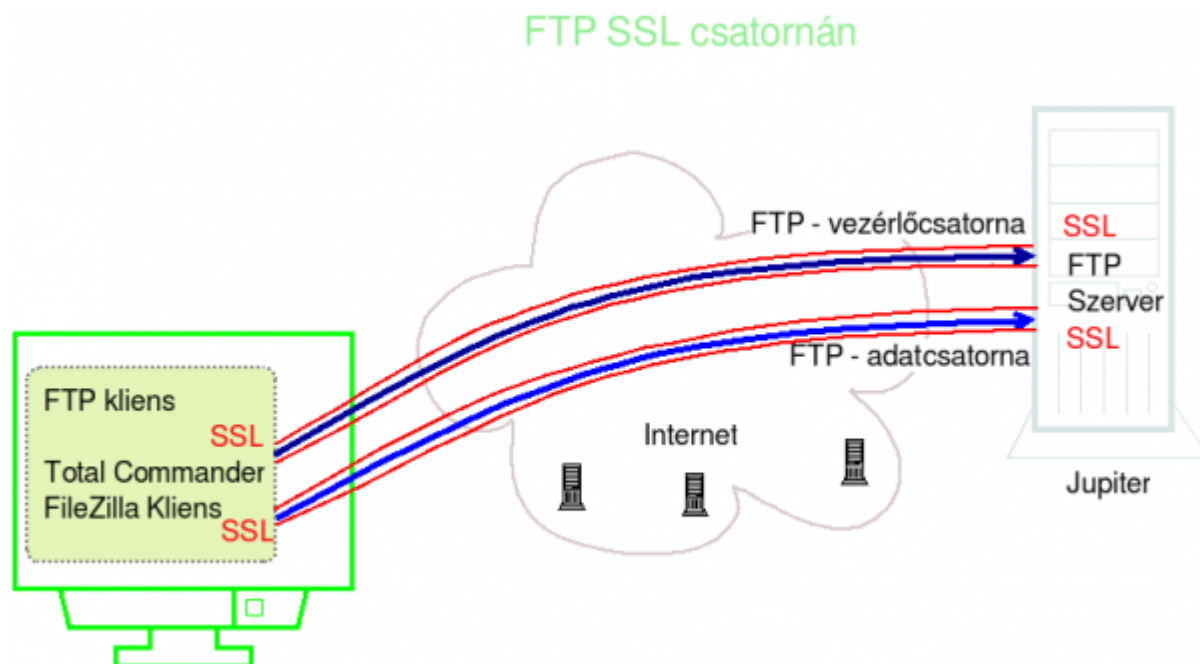 FTP SSL csatornán
FTP - vezérlőcsatorna
SSL
FTP
Szerver
SSL
FTP - adatcsatorna
FTP kliens
SSL
Total Commander
FileZilla Kliens
SSL
Internet
Jupiter